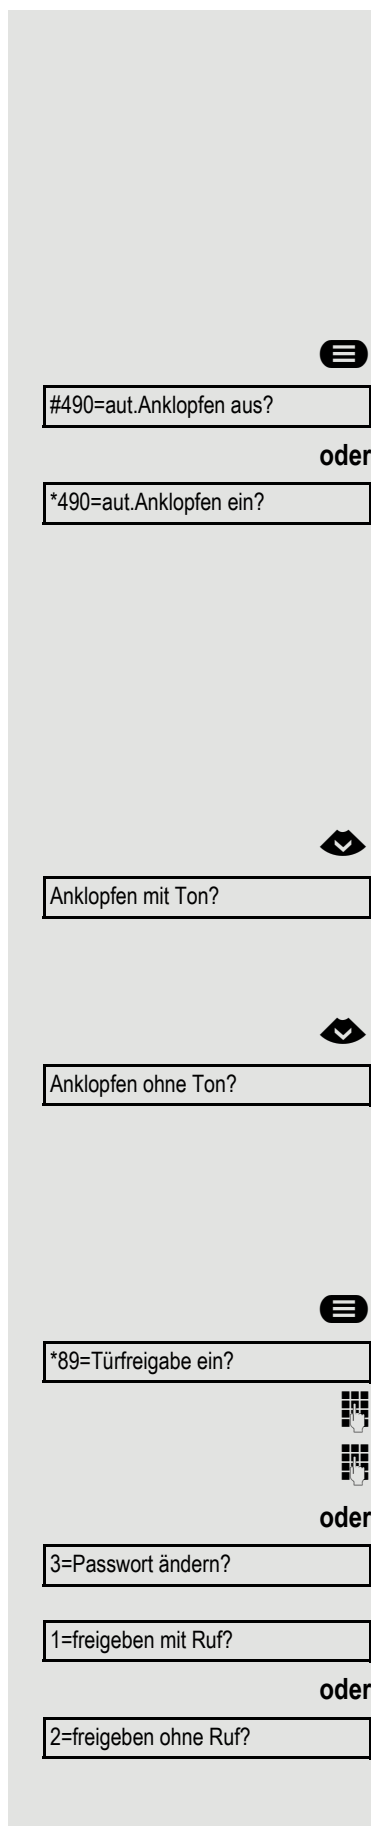 #490=aut.Anklopfen aus?
oder
*490=aut.Anklopfen ein?
Anklopfen mit Ton?
Anklopfen ohne Ton?
*89=Türfreigabe ein?
oder
3=Passwort ändern?
1=freigeben mit Ruf?
oder
2=freigeben ohne Ruf?